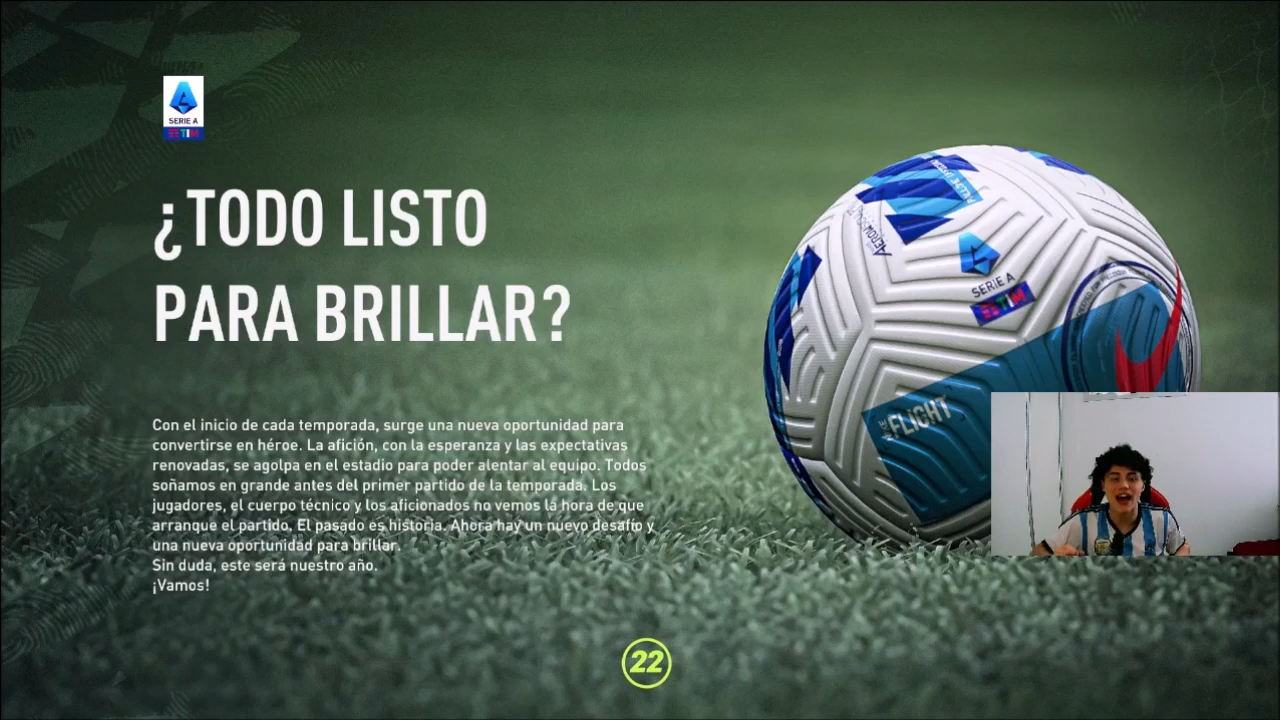 SERIE A
TIM
¿TODO LISTO
PARA BRILLAR?
Con el inicio de cada temporada, surge una nueva oportunidad para
convertirse en héroe. La afición, con la esperanza y las expectativas
renovadas, se agolpa en el estadio para poder alentar al equipo. Todos
soñamos en grande antes del primer partido de la temporada. Los
jugadores, el cuerpo técnico y los aficionados no vemos la hora de que
arranque el partido. El pasado es historia. Ahora hay un nuevo desafío y
una nueva oportunidad para brillar.
Sin duda, este será nuestro año.
¡Vamos!
SERIE A
TIM
FLIGHT
22